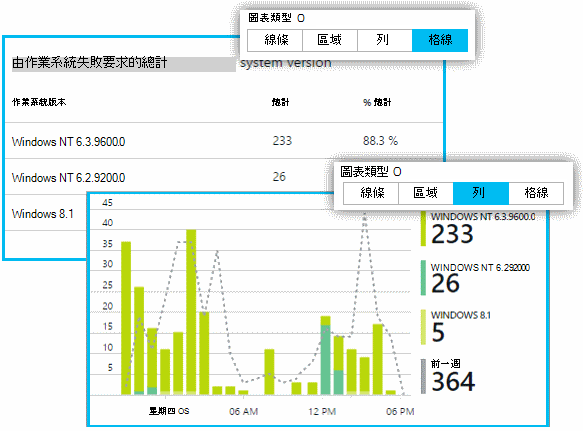 圖表類型 O
線條 區域 列 格線
由作業系統失敗要求的總計 system version
作業系統版本 總計 % 總計
Windows NT 6.3.9600.0 233 88.3 %
Windows NT 6.2.9200.0 26
Windows 8.1
圖表類型 O
線條 區域 列 格線
45
40
35
30
25
20
15
10
5
星期四 OS 06 AM 12 PM 06 PM
WINDOWS NT 6.3.9600.0
233
WINDOWS NT 6.292000
26
WINDOWS 8.1
5
前一週
364